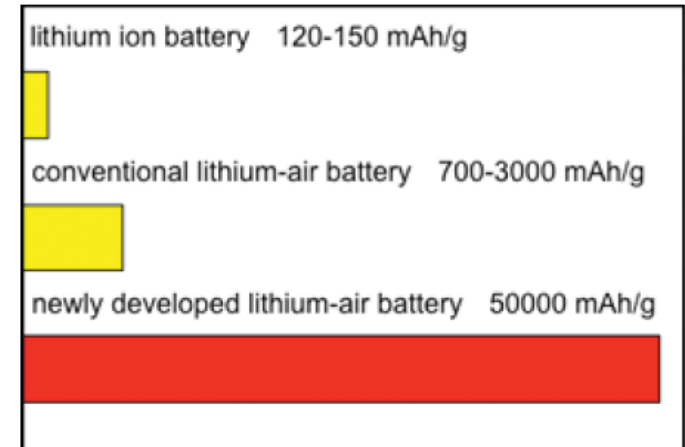 lithium ion battery 120-150 mAh/g
conventional lithium-air battery 700-3000 mAh/g
newly developed lithium-air battery 50000 mAh/g